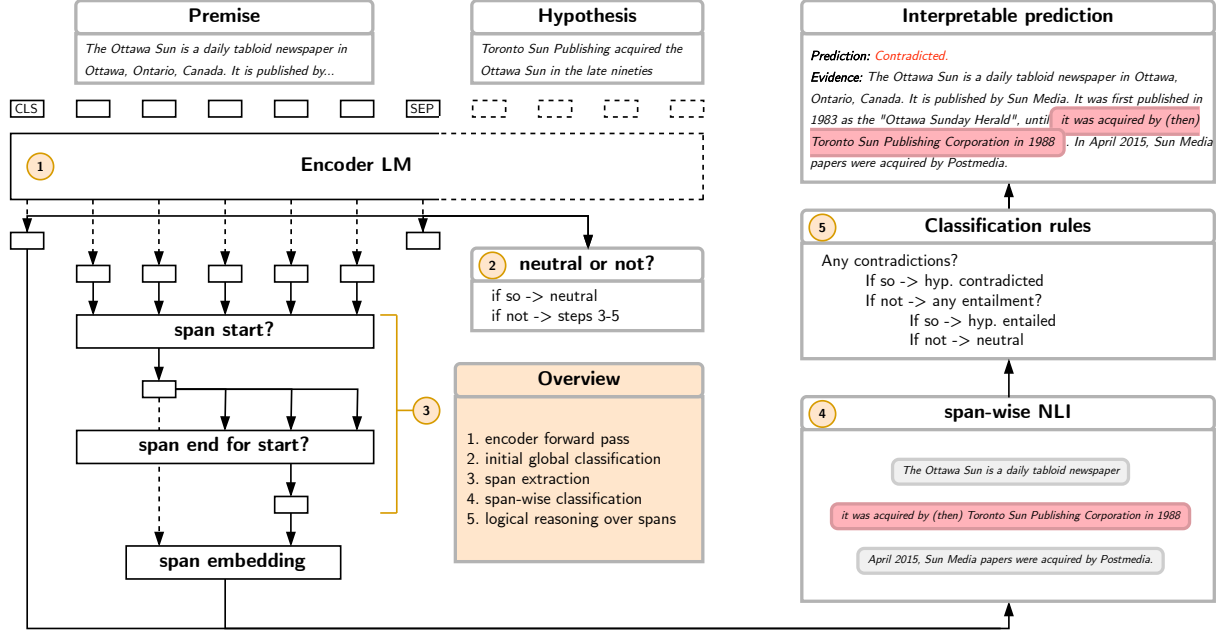 Premise
The Ottawa Sun is a daily tabloid newspaper in
Ottawa, Ontario, Canada. It is published by...
Hypothesis
Toronto Sun Publishing acquired the
Ottawa Sun in the late nineties
CLS
SEP
1
Encoder LM
2
neutral or not?
if so -> neutral
if not -> steps 3-5
span start?
3
span end for start?
span embedding
Overview
1. encoder forward pass
2. initial global classification
3. span extraction
4. span-wise classification
5. logical reasoning over spans
Interpretable prediction
Prediction: Contradicted.
Evidence: The Ottawa Sun is a daily tabloid newspaper in Ottawa,
Ontario, Canada. It is published by Sun Media. It was first published in
1983 as the "Ottawa Sunday Herald", until it was acquired by (then)
Toronto Sun Publishing Corporation in 1988 . In April 2015, Sun Media
papers were acquired by Postmedia.
5
Classification rules
Any contradictions?
If so -> hyp. contradicted
If not -> any entailment?
If so -> hyp. entailed
If not -> neutral
4
span-wise NLI
The Ottawa Sun is a daily tabloid newspaper
it was acquired by (then) Toronto Sun Publishing Corporation in 1988
April 2015, Sun Media papers were acquired by Postmedia.